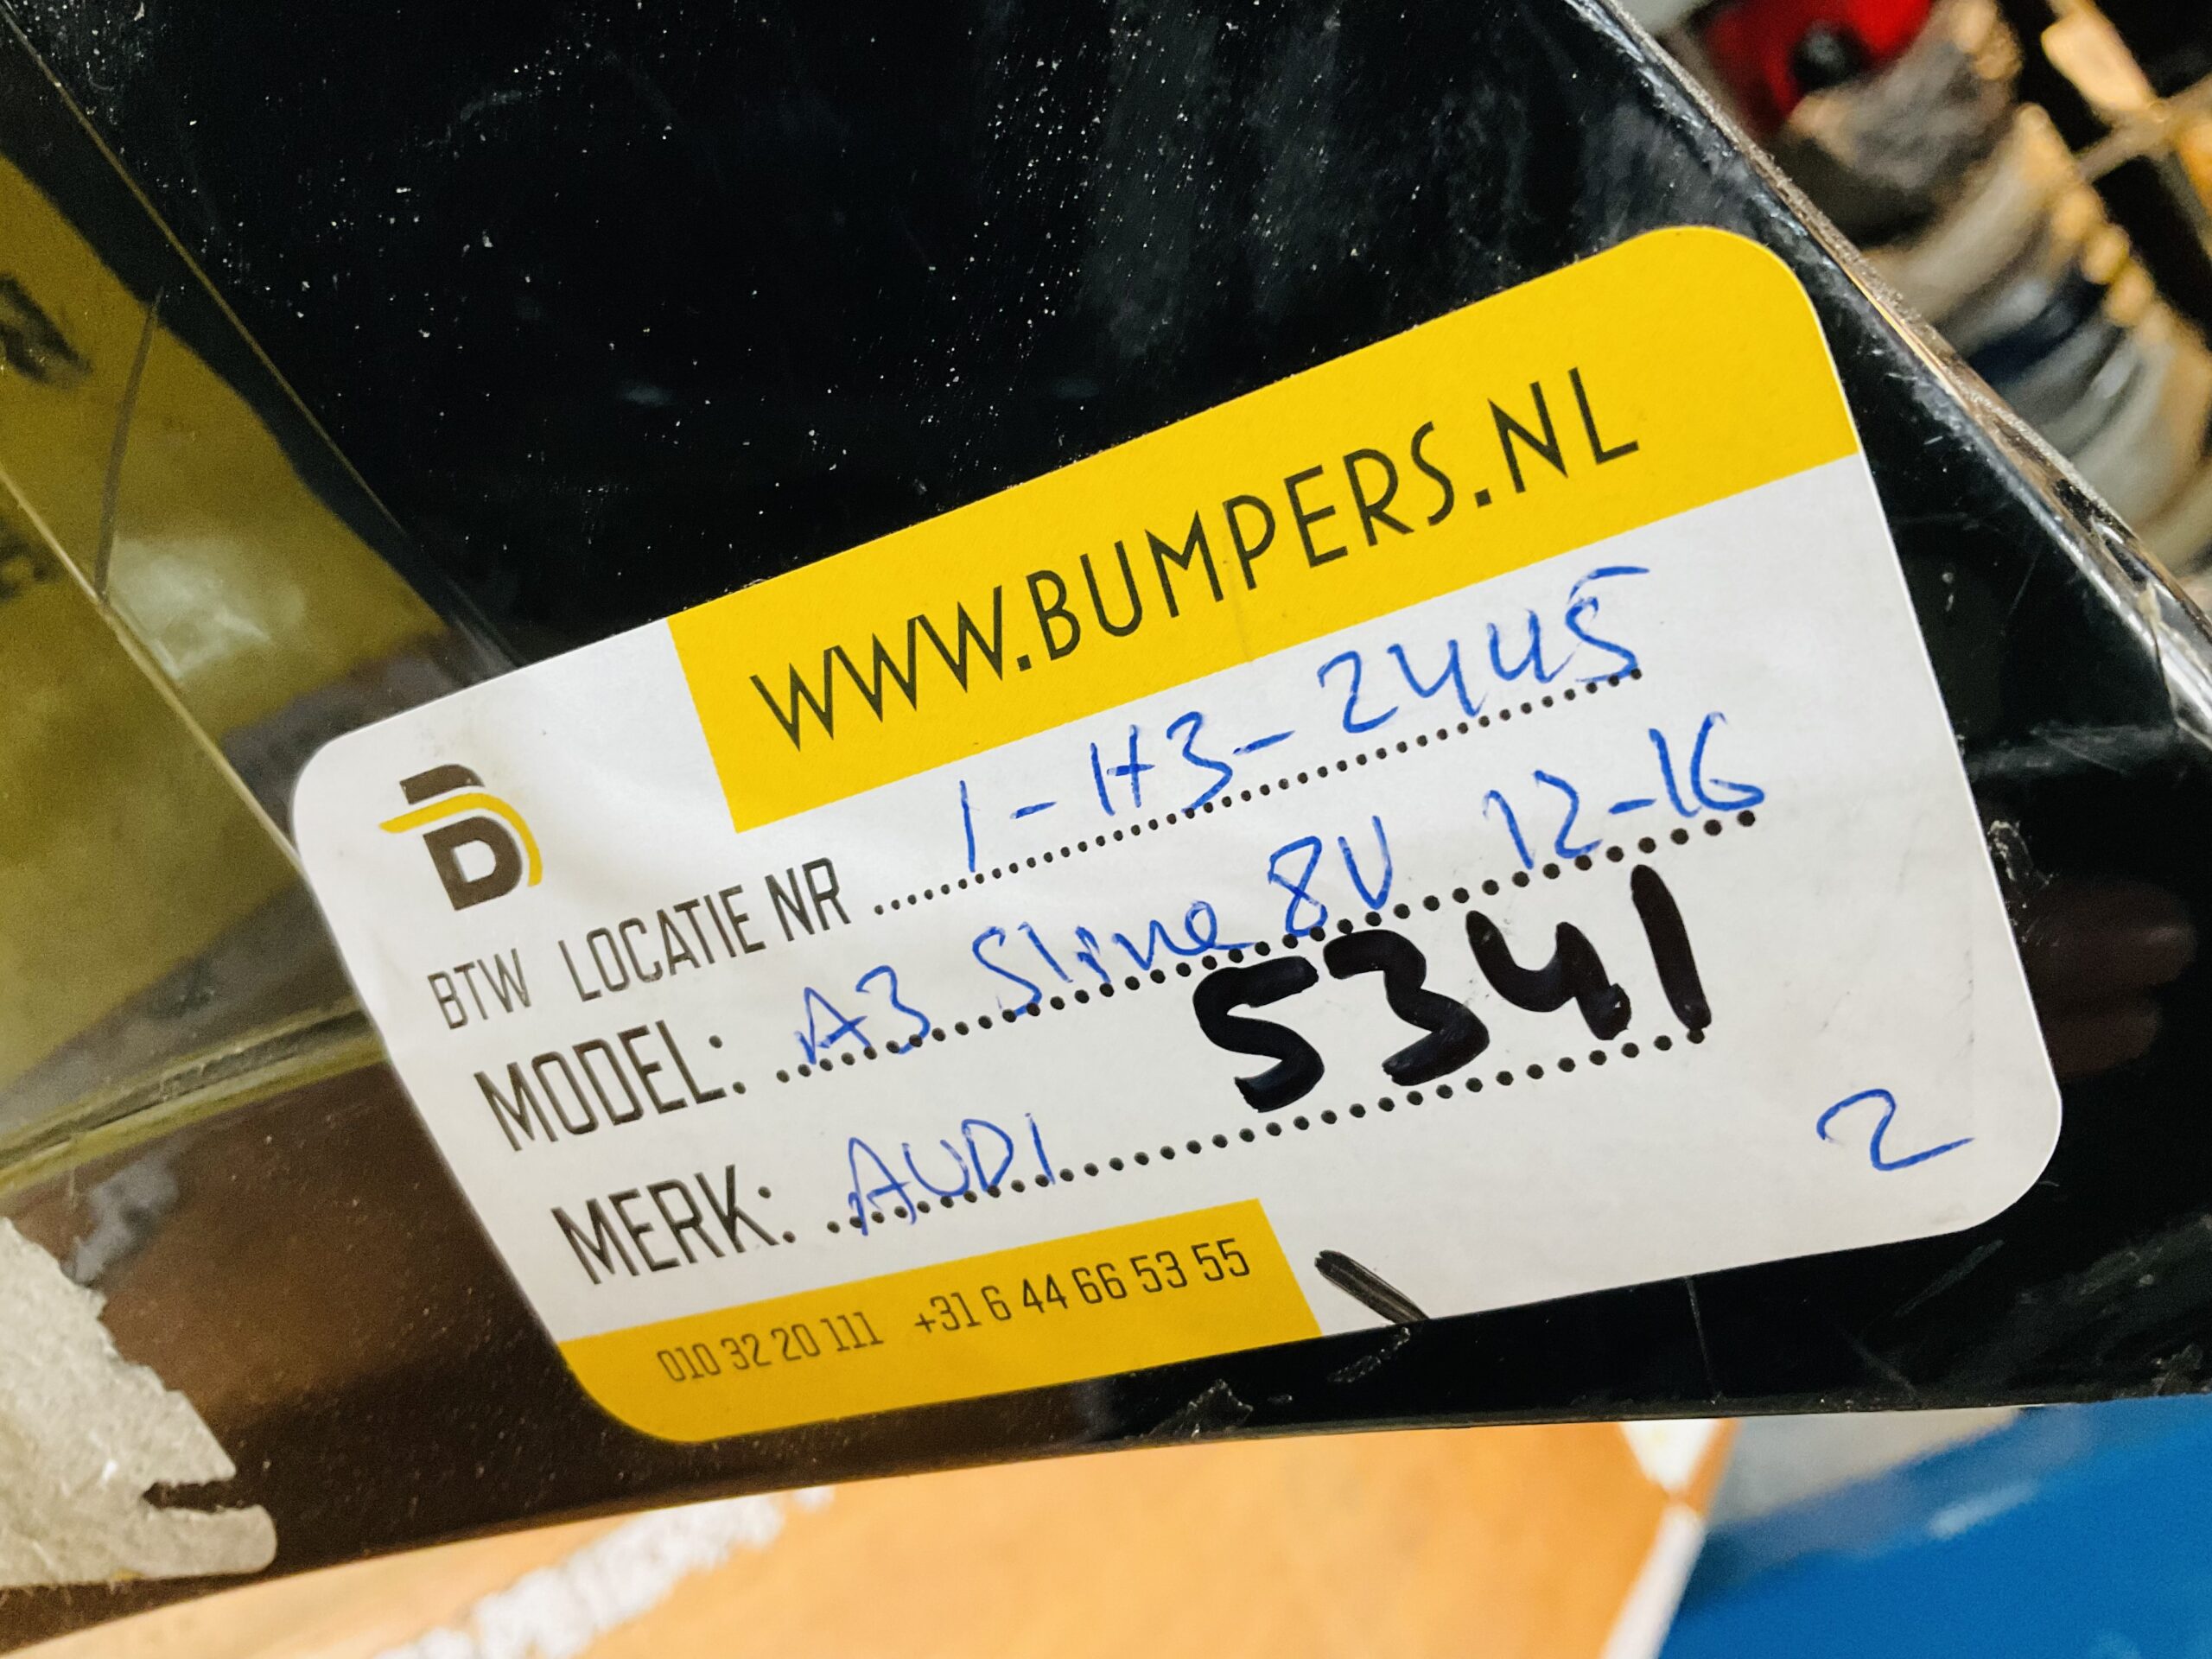 WWW.BUMPERS.NL
B
BTW LOCATIE NR 1-H3-2445
MODEL: A3 Sline 8V 12-16
5341
MERK: AUDI
2
010 32 20 111 +31 6 44 66 53 55